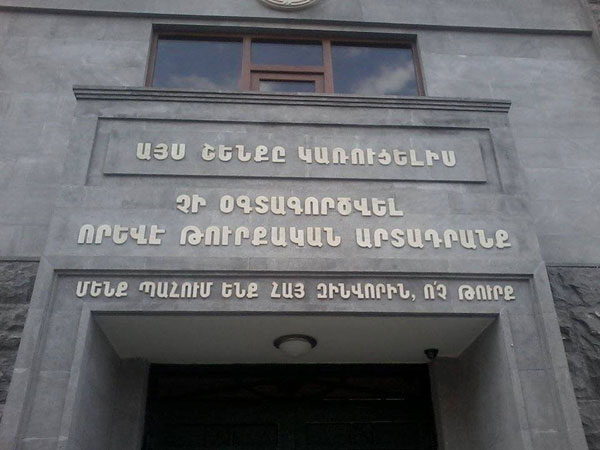 ԱՅՍ ՇԵՆՔԸ ԿԱՌՈՒՑԵԼԻՍ
ՉԻ ՕԳՏԱԳՈՐԾՎԵԼ
ՈՐԵՎԷ ԹՈՒՐՔԱԿԱՆ ԱՐՏԱԴՐԱՆՔ
ՄԵՆՔ ՊԱՀՈՒՄ ԵՆՔ ՀԱՅ ԶԻՆՎՈՐԻՆ, Ո՛Չ ԹՈՒՐՔ